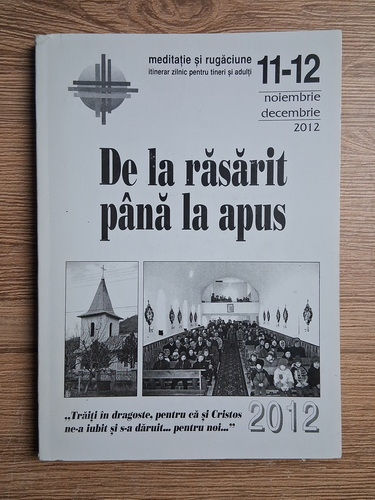 meditație și rugăciune
itinerar zilnic pentru tineri și adulți
11-12
noiembrie
decembrie
2012
De la răsărit
până la apus
„Trăiți în dragoste, pentru că și Cristos
ne-a iubit și s-a dăruit... pentru noi...”
2012